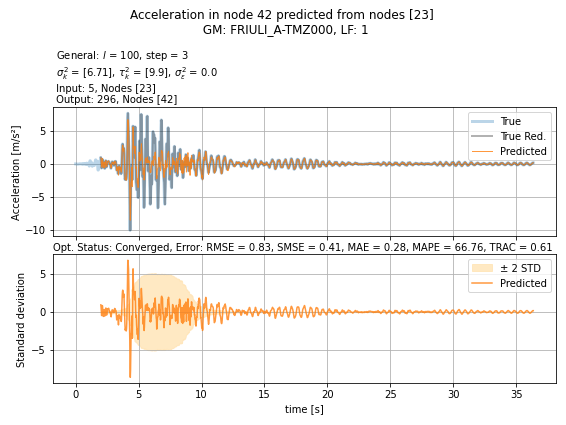 Acceleration in node 42 predicted from nodes [23]
GM: FRIULI_A-TMZ000, LF: 1
General: l = 100, step = 3
σ²ₖ = [6.71], τ²ₖ = [9.9], σ²ε = 0.0
Input: 5, Nodes [23]
Output: 296, Nodes [42]
Acceleration [m/s²]
5
0
−5
−10
True
True Red.
Predicted
Opt. Status: Converged, Error: RMSE = 0.83, SMSE = 0.41, MAE = 0.28, MAPE = 66.76, TRAC = 0.61
Standard deviation
5
0
−5
± 2 STD
Predicted
0 5 10 15 20 25 30 35
time [s]